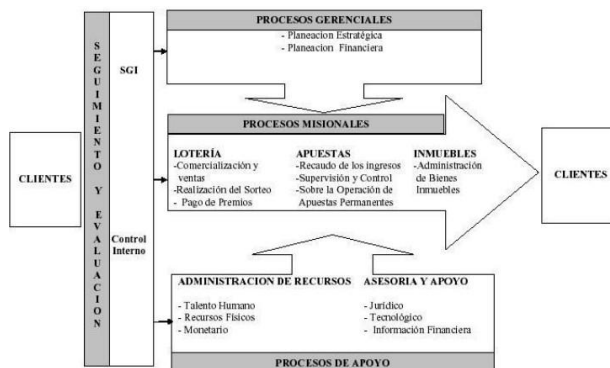 PROCESOS GERENCIALES
- Planeacion Estratégica
- Planeacion Financiera
SEGUIMIENTO Y EVALUACION
SGI
Control
Interno
CLIENTES
PROCESOS MISIONALES
LOTERÍA
-Comercialización y
ventas
-Realización del Sorteo
- Pago de Premios
APUESTAS
-Recaudo de los ingresos
-Supervisión y Control
-Sobre la Operación de
Apuestas Permanentes
INMUEBLES
-Administración
de Bienes
Inmuebles
CLIENTES
ADMINISTRACION DE RECURSOS
- Talento Humano
- Recursos Físicos
- Monetario
ASESORIA Y APOYO
- Jurídico
- Tecnológico
- Información Financiera
PROCESOS DE APOYO